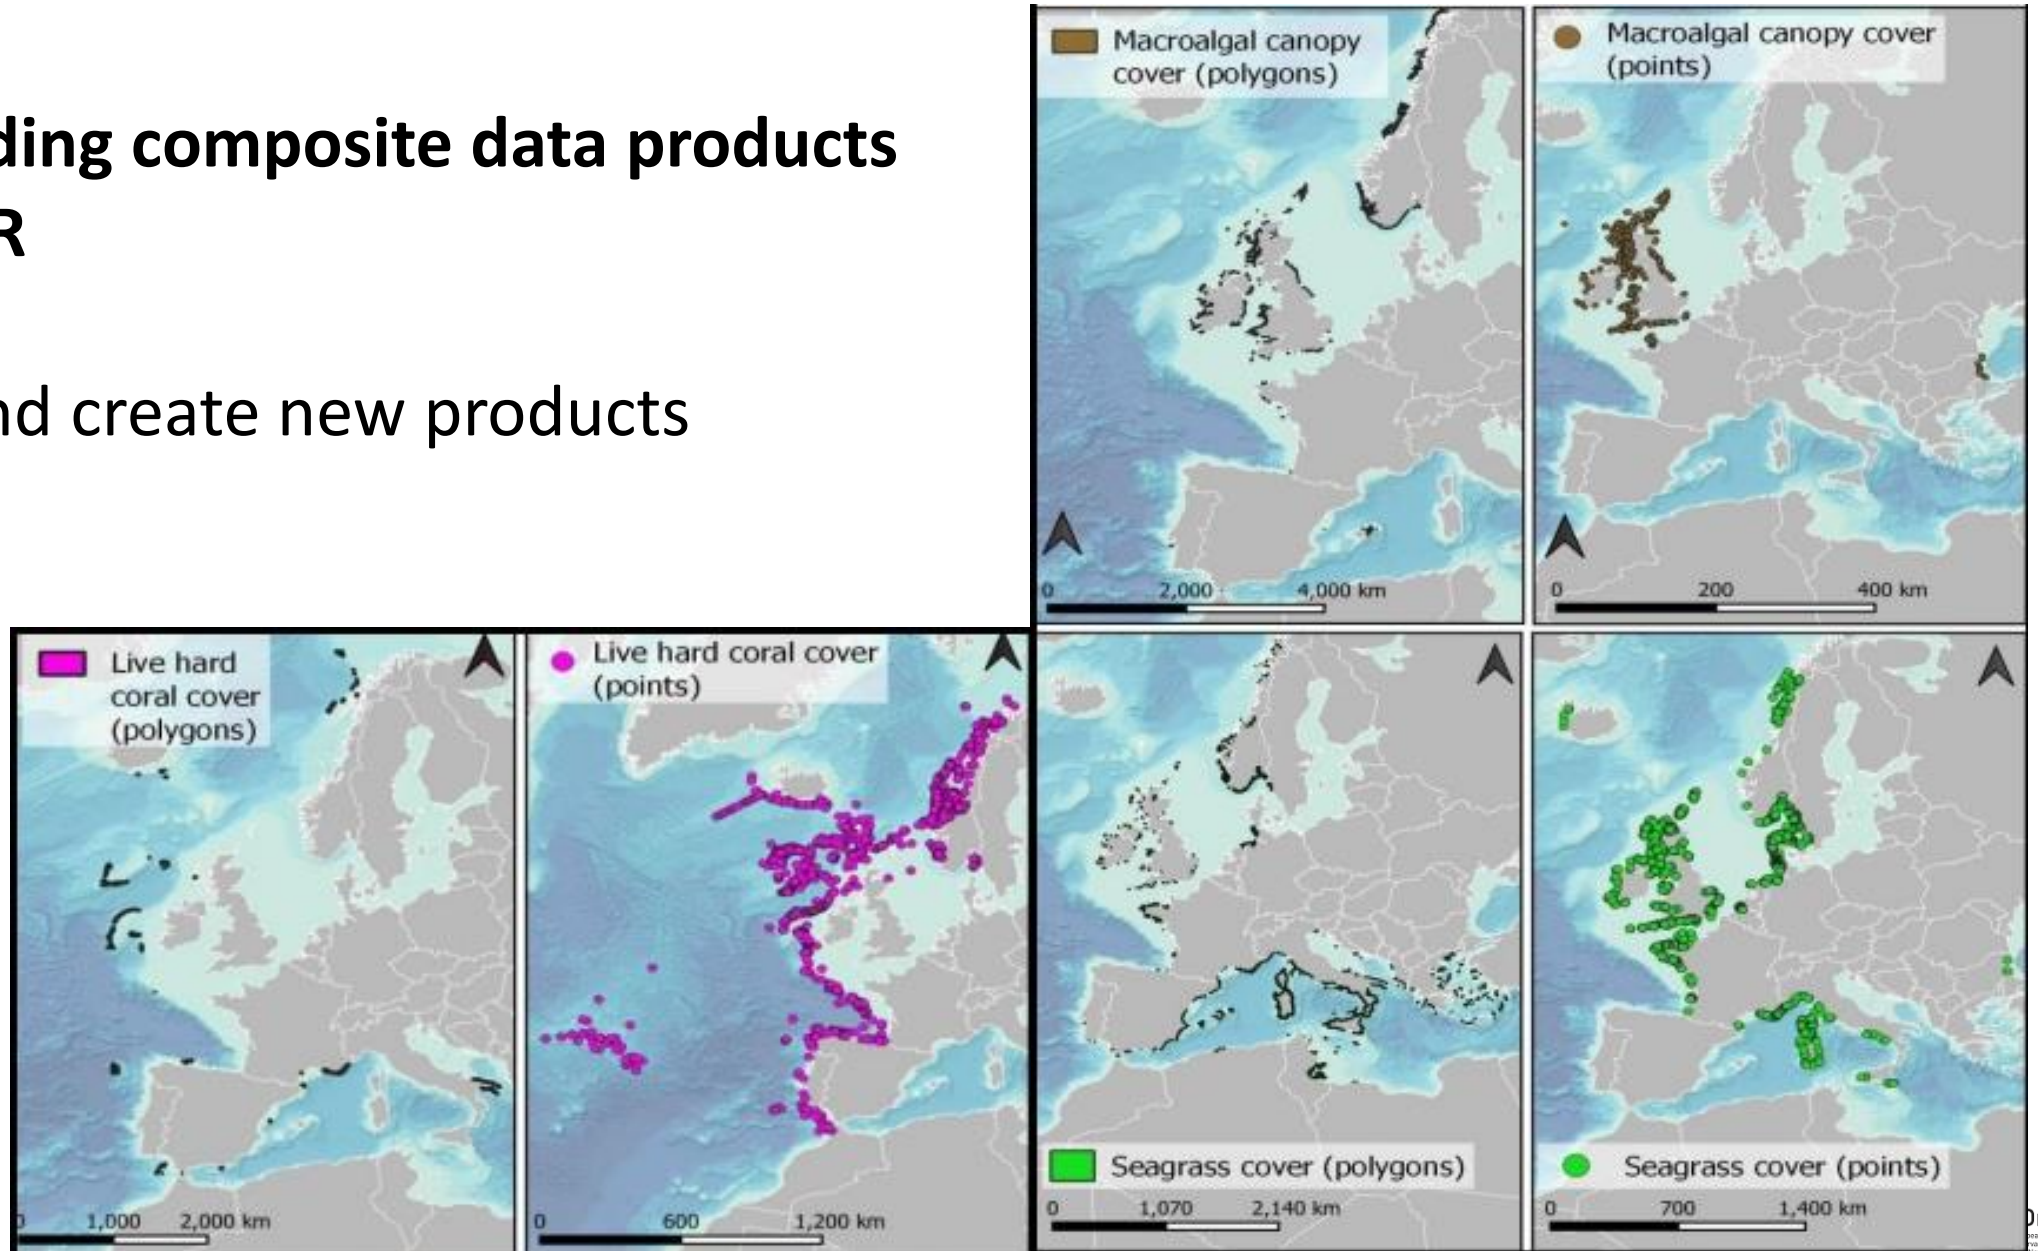 ding composite data products
R
nd create new products
Macroalgal canopy
cover (polygons)
0 2,000 4,000 km
Macroalgal canopy cover
(points)
0 200 400 km
Live hard
coral cover
(polygons)
0 1,000 2,000 km
Live hard coral cover
(points)
0 600 1,200 km
Seagrass cover (polygons)
0 1,070 2,140 km
Seagrass cover (points)
0 700 1,400 km